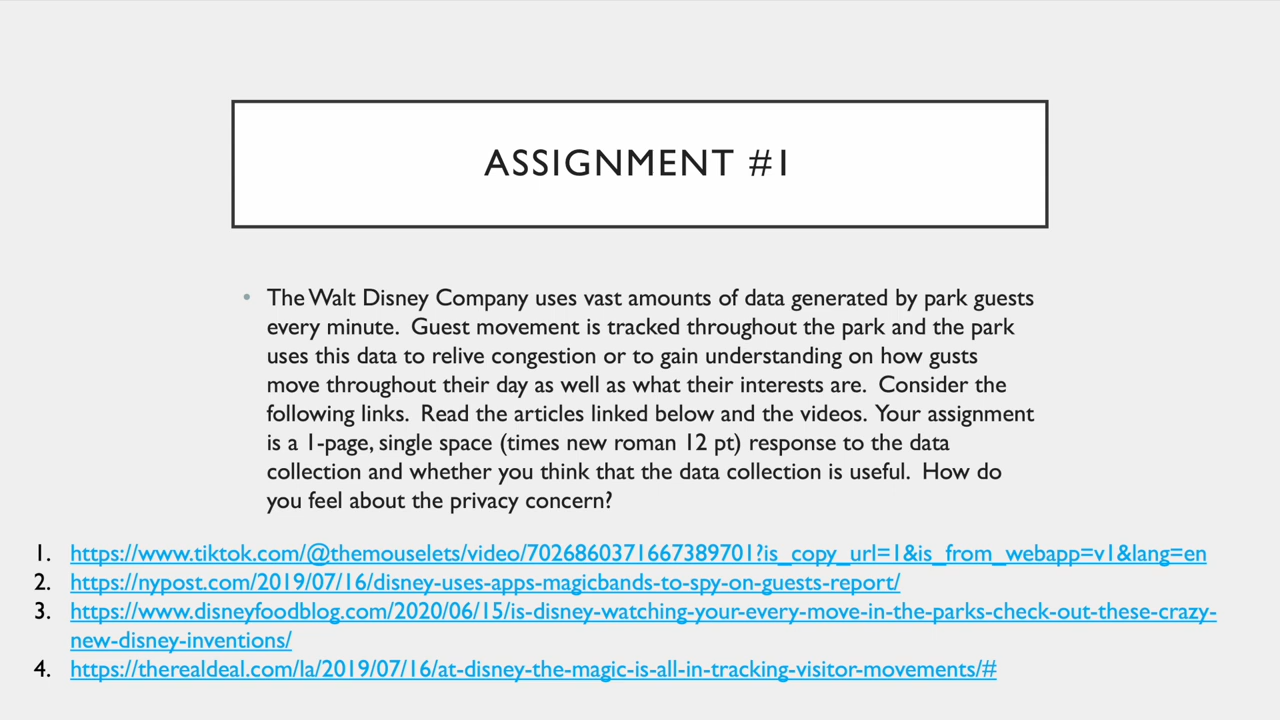 ASSIGNMENT #1
• The Walt Disney Company uses vast amounts of data generated by park guests
every minute. Guest movement is tracked throughout the park and the park
uses this data to relive congestion or to gain understanding on how gusts
move throughout their day as well as what their interests are. Consider the
following links. Read the articles linked below and the videos. Your assignment
is a 1-page, single space (times new roman 12 pt) response to the data
collection and whether you think that the data collection is useful. How do
you feel about the privacy concern?
1. https://www.tiktok.com/@themouselets/video/7026860371667389701?is_copy_url=1&is_from_webapp=v1&lang=en
2. https://nypost.com/2019/07/16/disney-uses-apps-magicbands-to-spy-on-guests-report/
3. https://www.disneyfoodblog.com/2020/06/15/is-disney-watching-your-every-move-in-the-parks-check-out-these-crazy-
new-disney-inventions/
4. https://therealdeal.com/la/2019/07/16/at-disney-the-magic-is-all-in-tracking-visitor-movements/#